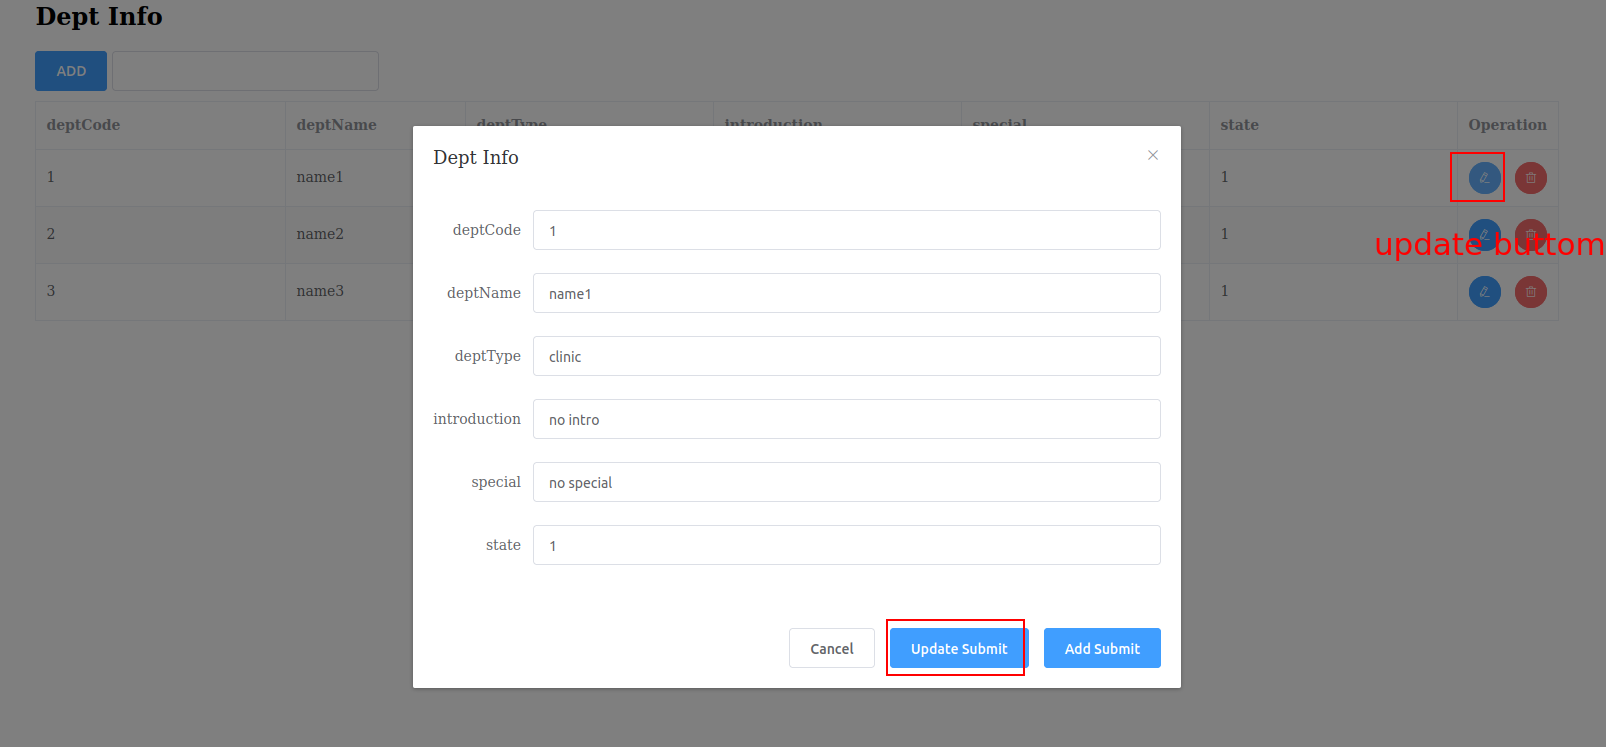 Dept Info
ADD
deptCode deptName deptType introduction special state Operation
1 name1 1
2 name2 1
3 name3 1
update buttom
Dept Info
deptCode 1
deptName name1
deptType clinic
introduction no intro
special no special
state 1
Cancel Update Submit Add Submit